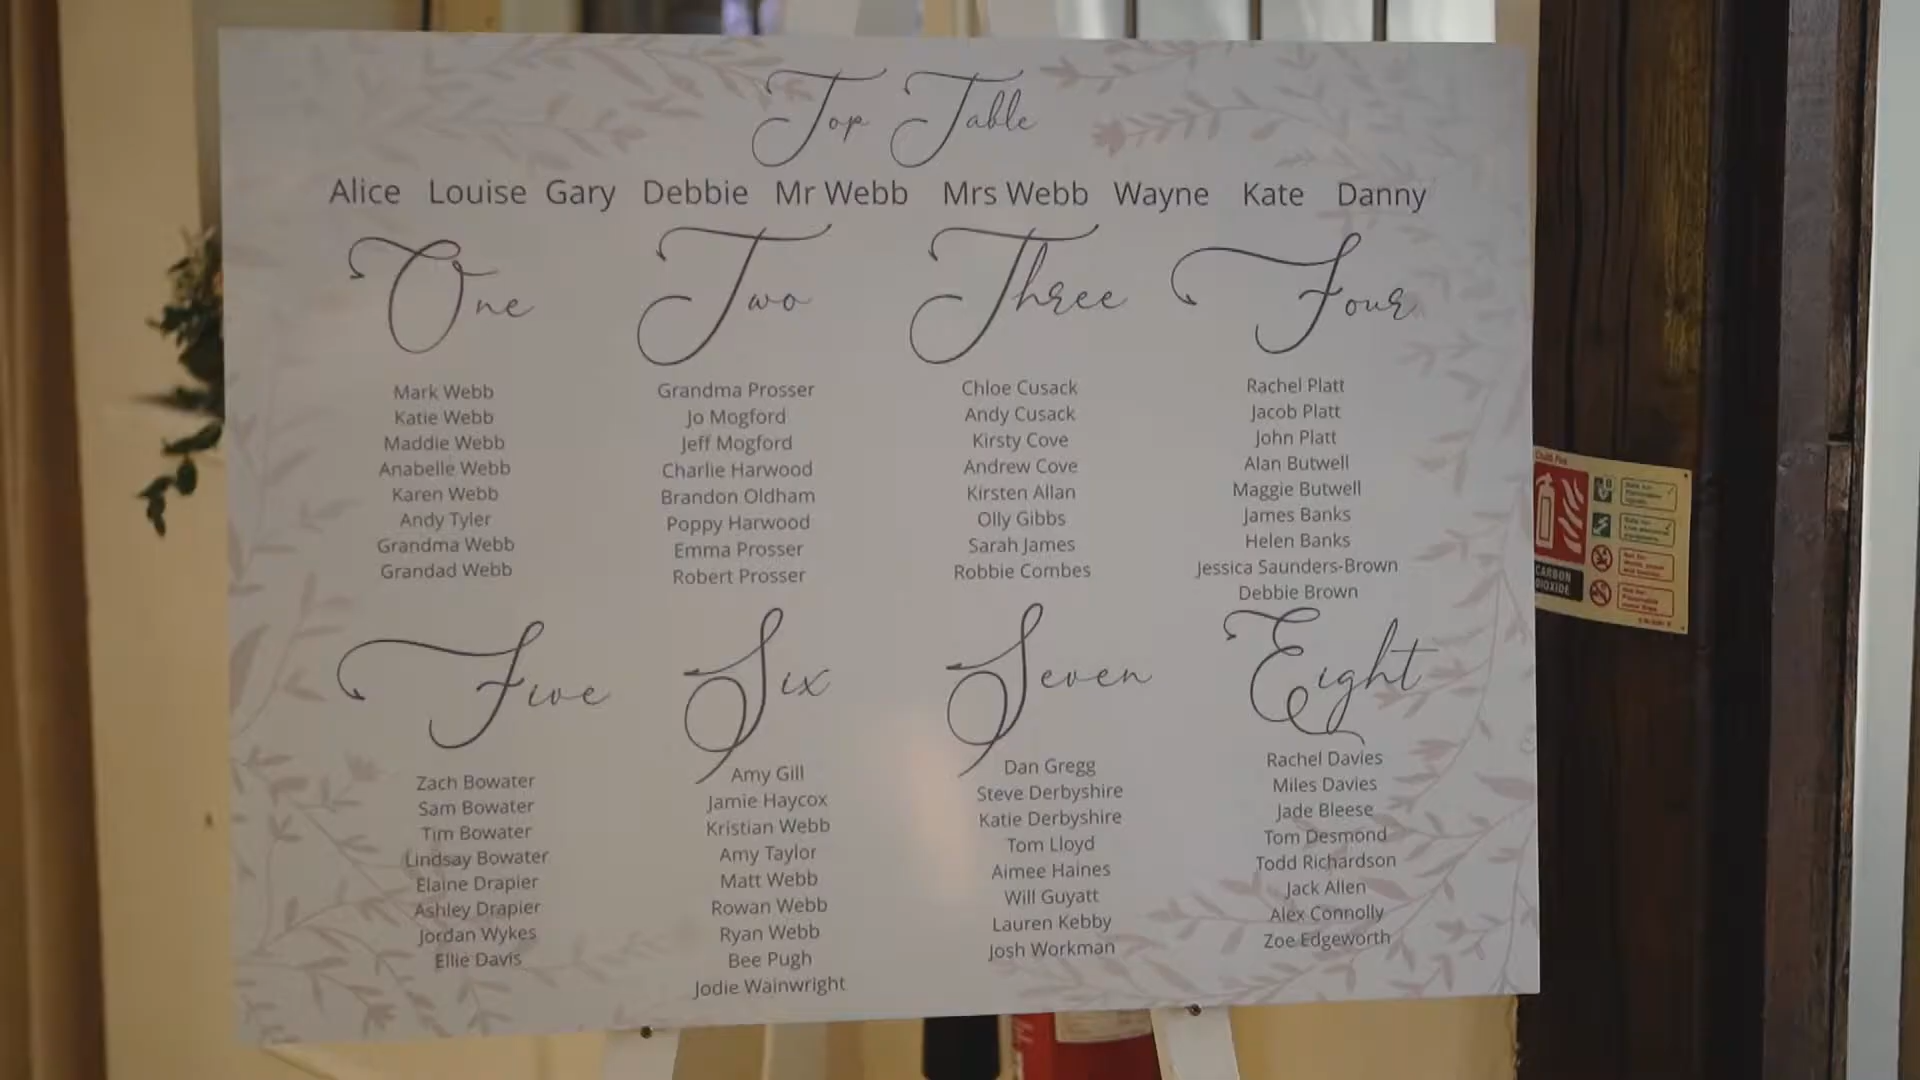 Top Table
Alice Louise Gary Debbie Mr Webb Mrs Webb Wayne Kate Danny
One
Mark Webb
Katie Webb
Maddie Webb
Anabelle Webb
Karen Webb
Andy Tyler
Grandma Webb
Grandad Webb
Two
Grandma Prosser
Jo Mogford
Jeff Mogford
Charlie Harwood
Brandon Oldham
Poppy Harwood
Emma Prosser
Robert Prosser
Three
Chloe Cusack
Andy Cusack
Kirsty Cove
Andrew Cove
Kirsten Allan
Olly Gibbs
Sarah James
Robbie Combes
Four
Rachel Platt
Jacob Platt
John Platt
Alan Butwell
Maggie Butwell
James Banks
Helen Banks
Jessica Saunders-Brown
Debbie Brown
Five
Zach Bowater
Sam Bowater
Tim Bowater
Lindsay Bowater
Elaine Drapier
Ashley Drapier
Jordan Wykes
Ellie Davis
Six
Amy Gill
Jamie Haycox
Kristian Webb
Amy Taylor
Matt Webb
Rowan Webb
Ryan Webb
Bee Pugh
Jodie Wainwright
Seven
Dan Gregg
Steve Derbyshire
Katie Derbyshire
Tom Lloyd
Aimee Haines
Will Guyatt
Lauren Kebby
Josh Workman
Eight
Rachel Davies
Miles Davies
Jade Bleese
Tom Desmond
Todd Richardson
Jack Allen
Alex Connolly
Zoe Edgeworth
CARBON
DIOXIDE